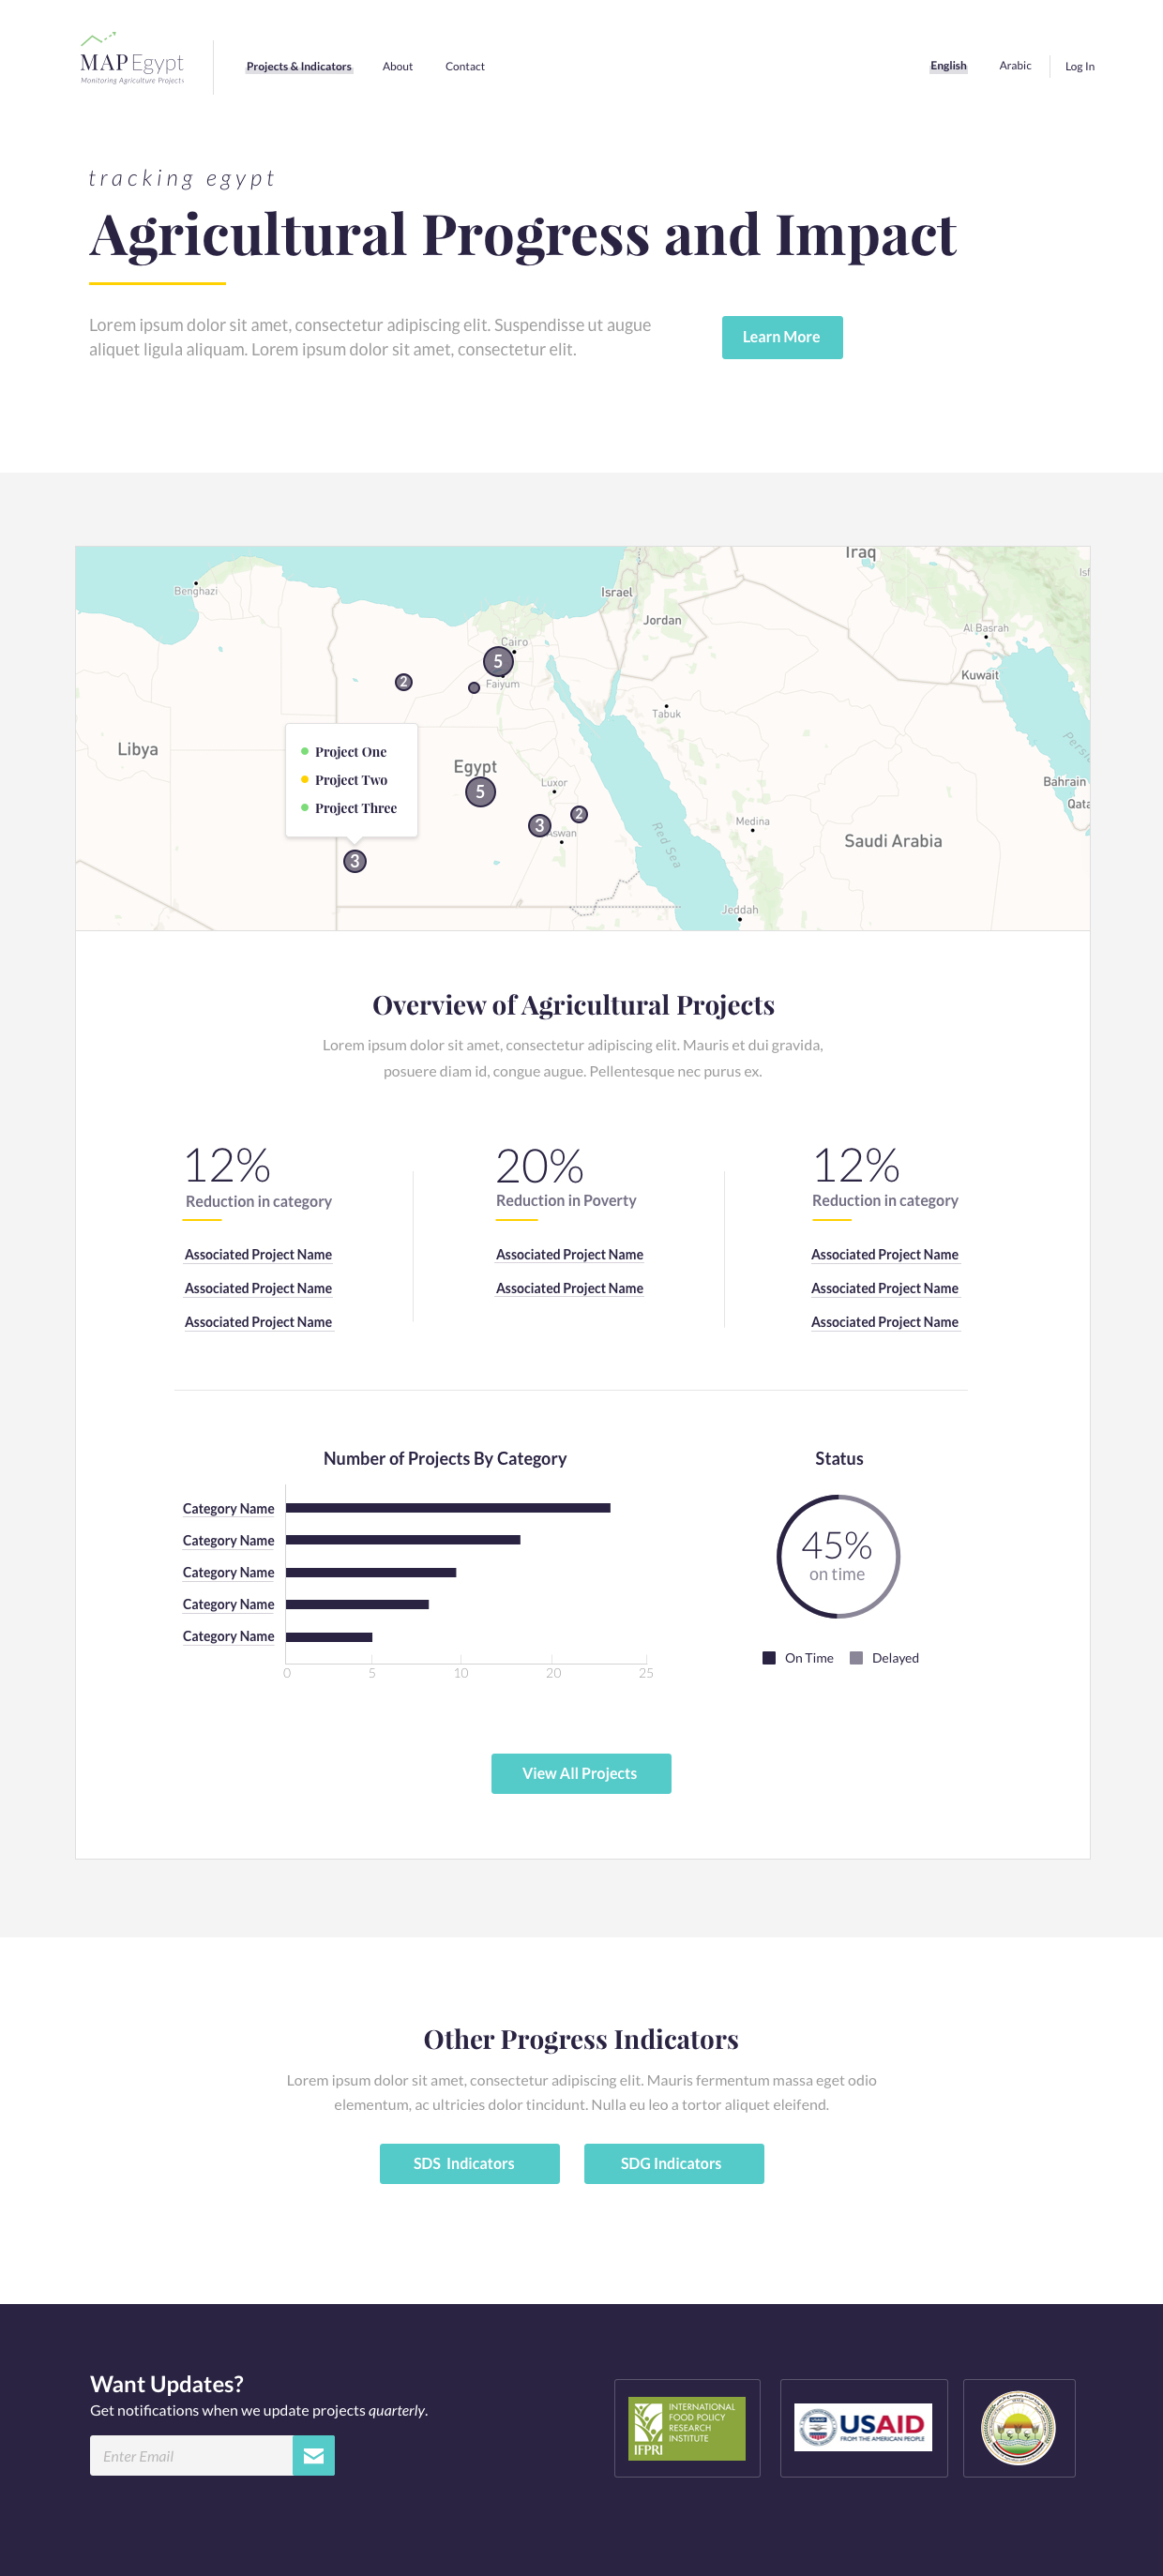 MAP Egypt
Monitoring Agriculture Projects
Projects & Indicators
About
Contact
English
Arabic
Log In
tracking egypt
Agricultural Progress and Impact
Lorem ipsum dolor sit amet, consectetur adipiscing elit. Suspendisse ut augue
aliquet ligula aliquam. Lorem ipsum dolor sit amet, consectetur elit.
Learn More
Iraq
Benghazi
Israel
Jordan
Al Basrah
Cairo
5
Kuwait
2
Faiyum
Tabuk
Libya
Project One
Project Two
Project Three
Egypt
5
Luxor
Bahrain
2
3
Aswan
Medina
Red Sea
Saudi Arabia
3
Jeddah
Overview of Agricultural Projects
Lorem ipsum dolor sit amet, consectetur adipiscing elit. Mauris et dui gravida,
posuere diam id, congue augue. Pellentesque nec purus ex.
12%
Reduction in category
Associated Project Name
Associated Project Name
Associated Project Name
20%
Reduction in Poverty
Associated Project Name
Associated Project Name
12%
Reduction in category
Associated Project Name
Associated Project Name
Associated Project Name
Number of Projects By Category
Category Name
Category Name
Category Name
Category Name
Category Name
0 5 10 20 25
Status
45%
on time
On Time
Delayed
View All Projects
Other Progress Indicators
Lorem ipsum dolor sit amet, consectetur adipiscing elit. Mauris fermentum massa eget odio
elementum, ac ultricies dolor tincidunt. Nulla eu leo a tortor aliquet eleifend.
SDS Indicators
SDG Indicators
Want Updates?
Get notifications when we update projects quarterly.
Enter Email
INTERNATIONAL
FOOD POLICY
RESEARCH
INSTITUTE
IFPRI
USAID
FROM THE AMERICAN PEOPLE